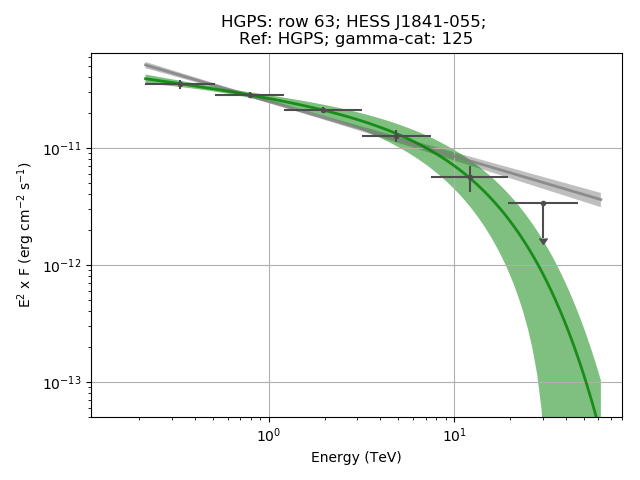 HGPS: row 63; HESS J1841-055;
Ref: HGPS; gamma-cat: 125
E² x F (erg cm⁻² s⁻¹)
10⁻¹¹
10⁻¹²
10⁻¹³
10⁰
10¹
Energy (TeV)